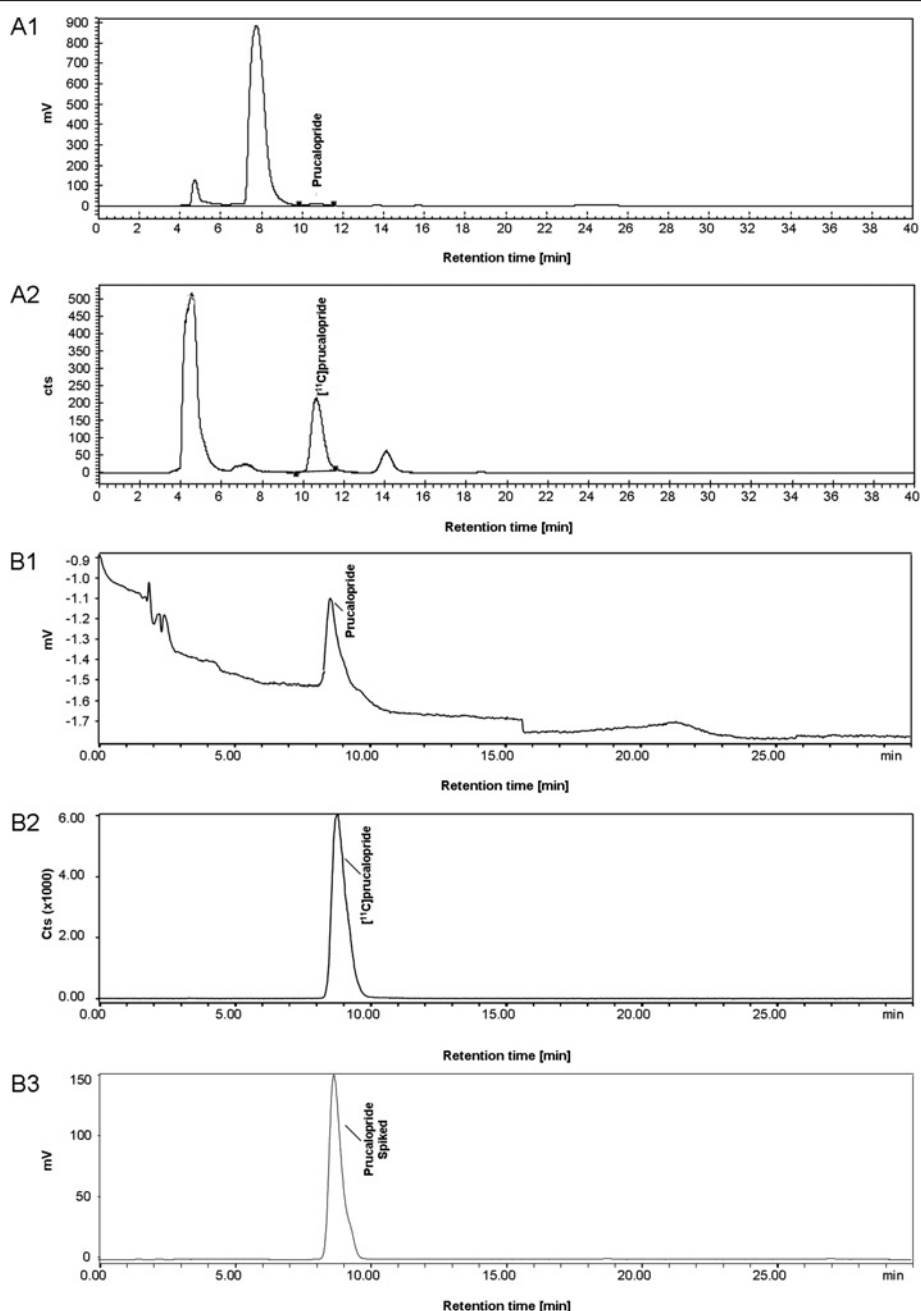 A1
900
800
700
600
500
400
300
200
100
0
mV
Prucalopride
0 2 4 6 8 10 12 14 16 18 20 22 24 26 28 30 32 34 36 38 40
Retention time [min]
A2
500
450
400
350
300
250
200
150
100
50
0
cts
[¹¹C]prucalopride
0 2 4 6 8 10 12 14 16 18 20 22 24 26 28 30 32 34 36 38 40
Retention time [min]
B1
-0.9
-1.0
-1.1
-1.2
-1.3
-1.4
-1.5
-1.6
-1.7
mV
Prucalopride
0.00 5.00 10.00 15.00 20.00 25.00 min
Retention time [min]
B2
6.00
4.00
2.00
0.00
Cts (x1000)
[¹¹C]prucalopride
0.00 5.00 10.00 15.00 20.00 25.00 min
Retention time [min]
B3
150
100
50
0
mV
Prucalopride
Spiked
0.00 5.00 10.00 15.00 20.00 25.00 min
Retention time [min]